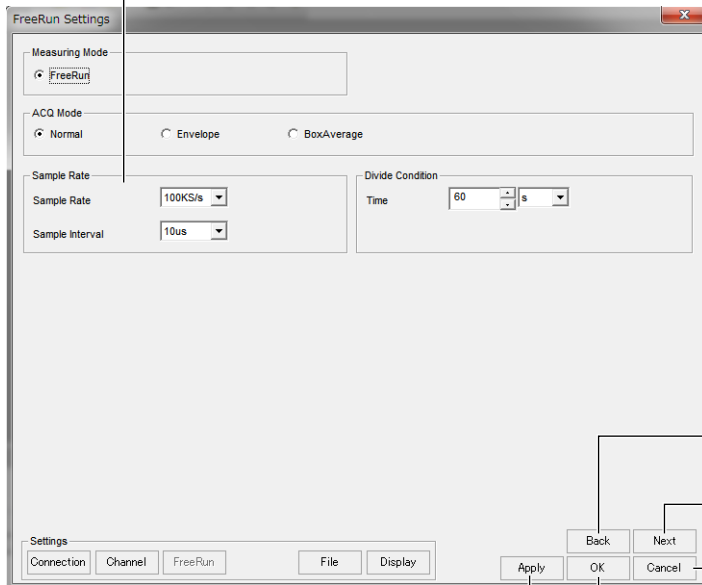 FreeRun Settings
Measuring Mode
FreeRun
ACQ Mode
Normal Envelope BoxAverage
Sample Rate
Sample Rate 100KS/s
Sample Interval 10us
Divide Condition
Time 60 s
Settings
Connection Channel FreeRun File Display
Back Next
Apply OK Cancel